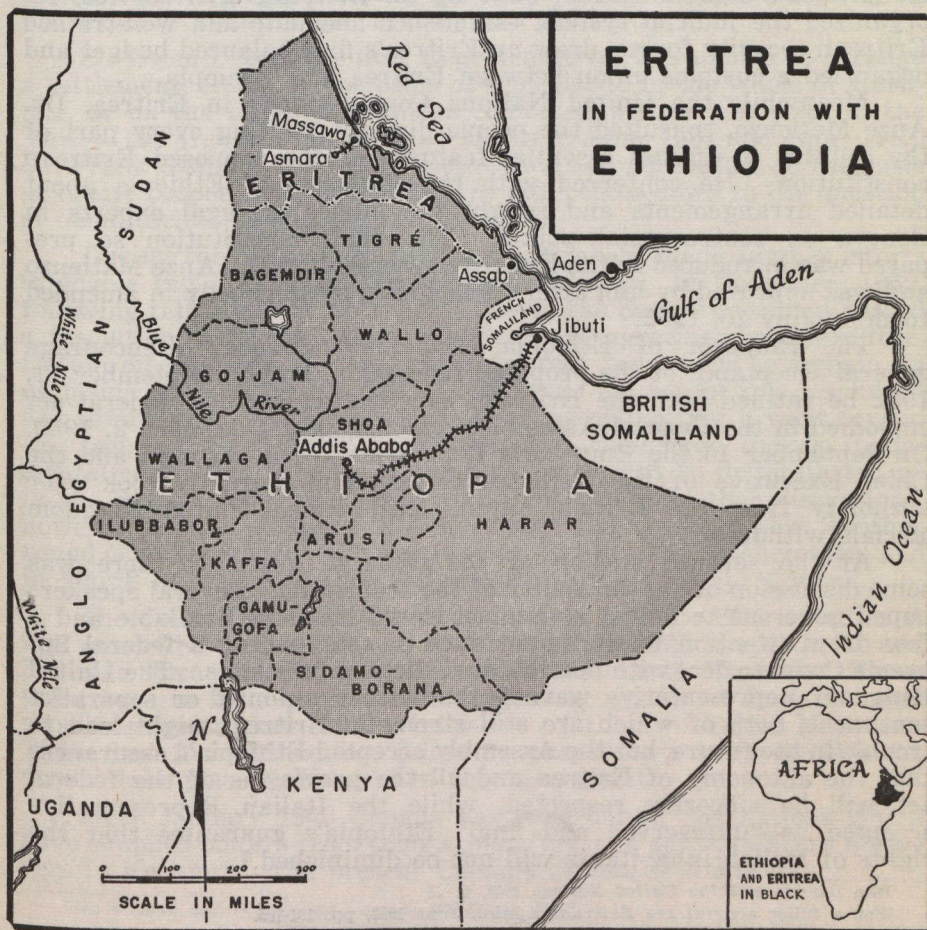 ERITREA
IN FEDERATION WITH
ETHIOPIA
Red Sea
Massawa
Asmara
ERITREA
SUDAN
TIGRÉ
BAGEMDIR
Assab
Aden
Gulf of Aden
FRENCH
SOMALILAND
Jibuti
WALLO
White Nile
Blue
Nile
River
GOJJAM
BRITISH
SOMALILAND
SHOA
Addis Ababa
WALLAGA
ETHIOPIA
ANGLO EGYPTIAN
HARAR
ILUBBABOR
ARUSI
KAFFA
Indian Ocean
GAMU-
GOFA
White Nile
SIDAMO-
BORANA
SOMALIA
N
KENYA
UGANDA
AFRICA
0 100 200 300
SCALE IN MILES
ETHIOPIA
AND ERITREA
IN BLACK